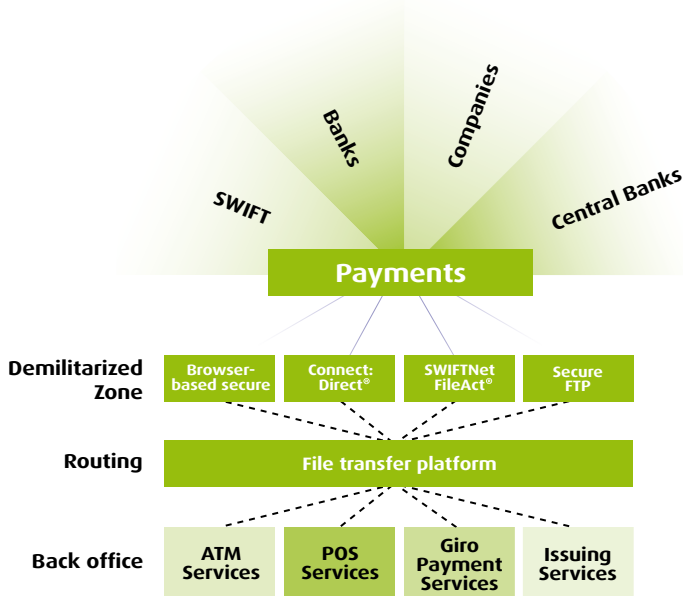 Companies
Banks
SWIFT
Central Banks
Payments
Demilitarized
Zone
Browser-
based secure
Connect:
Direct®
SWIFTNet
FileAct®
Secure
FTP
Routing
File transfer platform
Back office
ATM
Services
POS
Services
Giro
Payment
Services
Issuing
Services